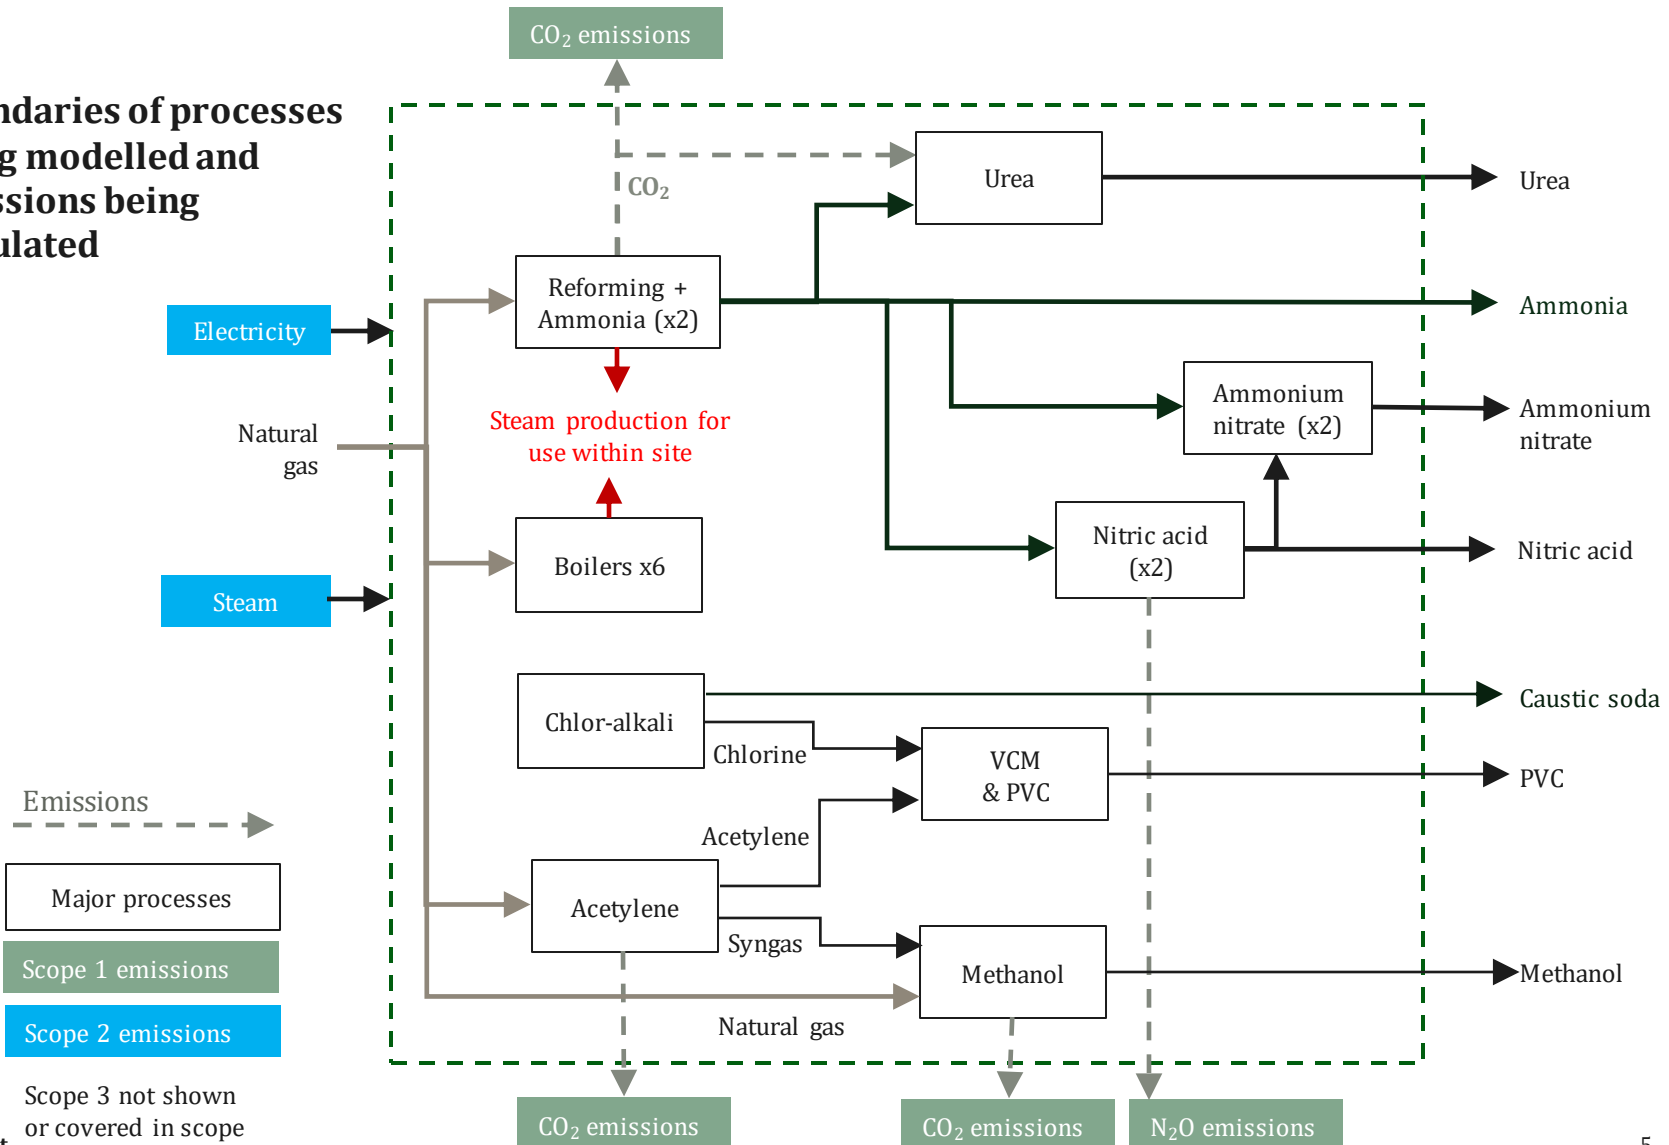 CO₂ emissions
ndaries of processes
g modelled and
ssions being
ulated
CO₂
Urea
Urea
Reforming +
Ammonia (x2)
Ammonia
Electricity
Steam production for
use within site
Ammonium
nitrate (x2)
Ammonium
nitrate
Natural
gas
Boilers x6
Nitric acid
(x2)
Nitric acid
Steam
Chlor-alkali
Chlorine
Caustic soda
VCM
& PVC
PVC
Emissions
Acetylene
Major processes
Acetylene
Syngas
Scope 1 emissions
Methanol
Methanol
Natural gas
Scope 2 emissions
Scope 3 not shown
or covered in scope
t
CO₂ emissions
CO₂ emissions
N₂O emissions
5